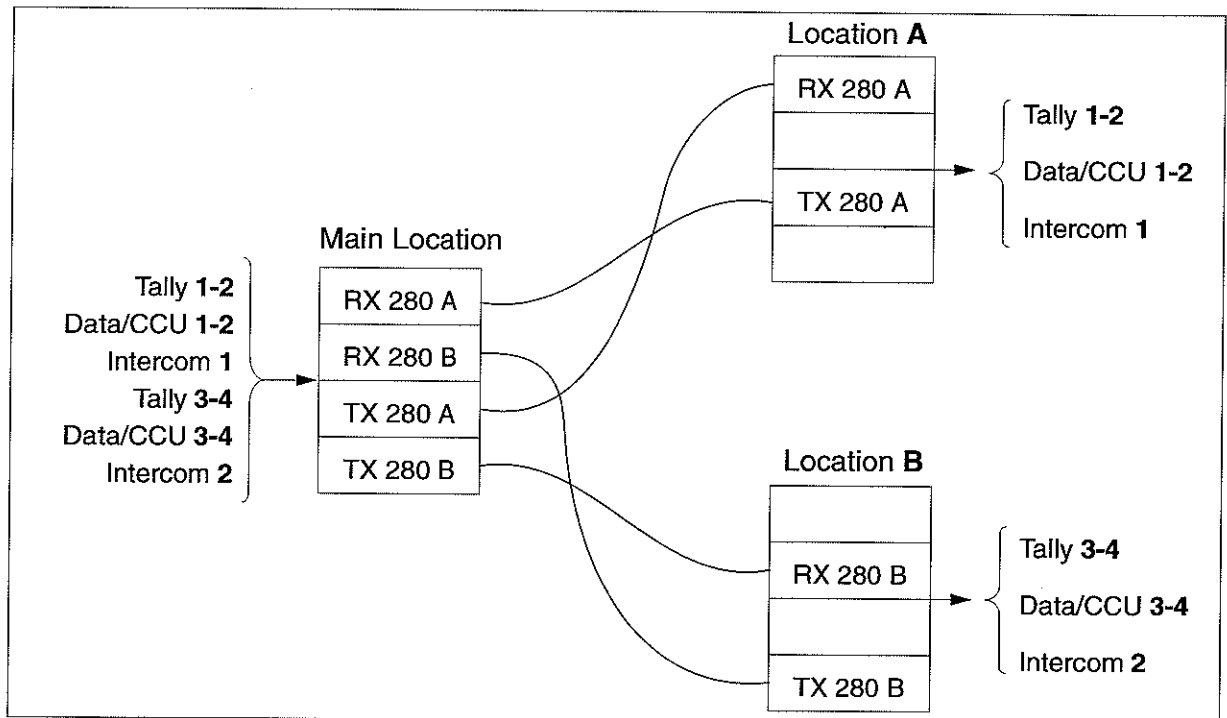 Main Location
Tally 1-2
Data/CCU 1-2
Intercom 1
Tally 3-4
Data/CCU 3-4
Intercom 2
RX 280 A
RX 280 B
TX 280 A
TX 280 B
Location A
RX 280 A
TX 280 A
Tally 1-2
Data/CCU 1-2
Intercom 1
Location B
RX 280 B
TX 280 B
Tally 3-4
Data/CCU 3-4
Intercom 2